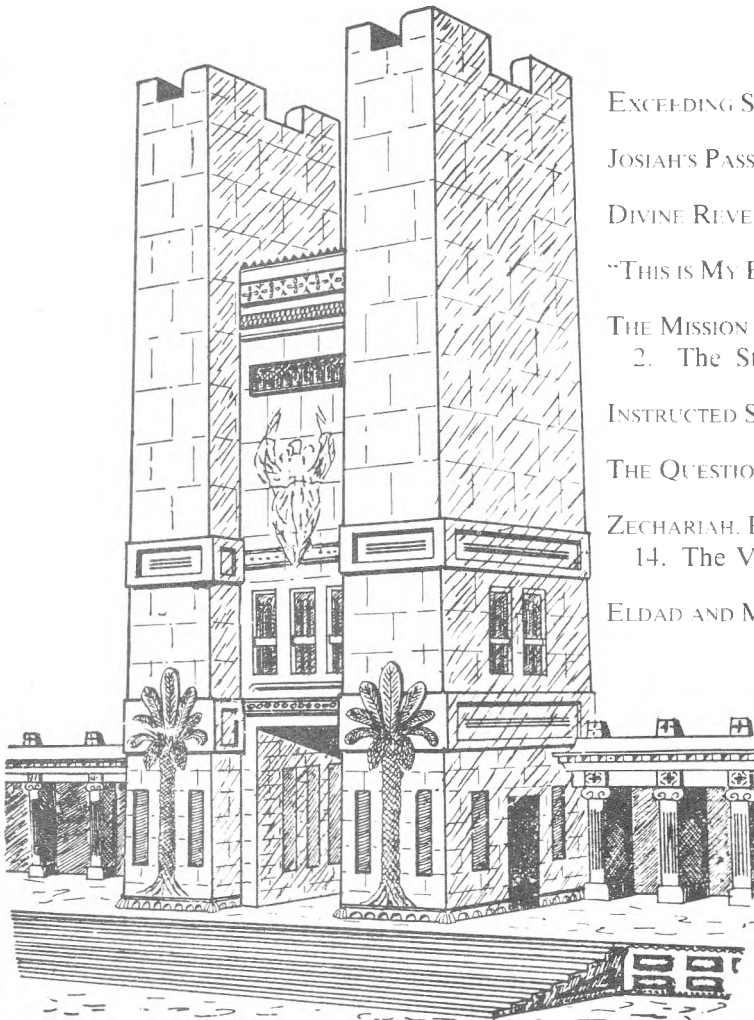 EXCEEDING S
JOSIAH'S PASS
DIVINE REVE
"THIS IS MY B
THE MISSION
2. The St
INSTRUCTED S
THE QUESTIO
ZECHARIAH. E
14. The V
ELDAD AND M